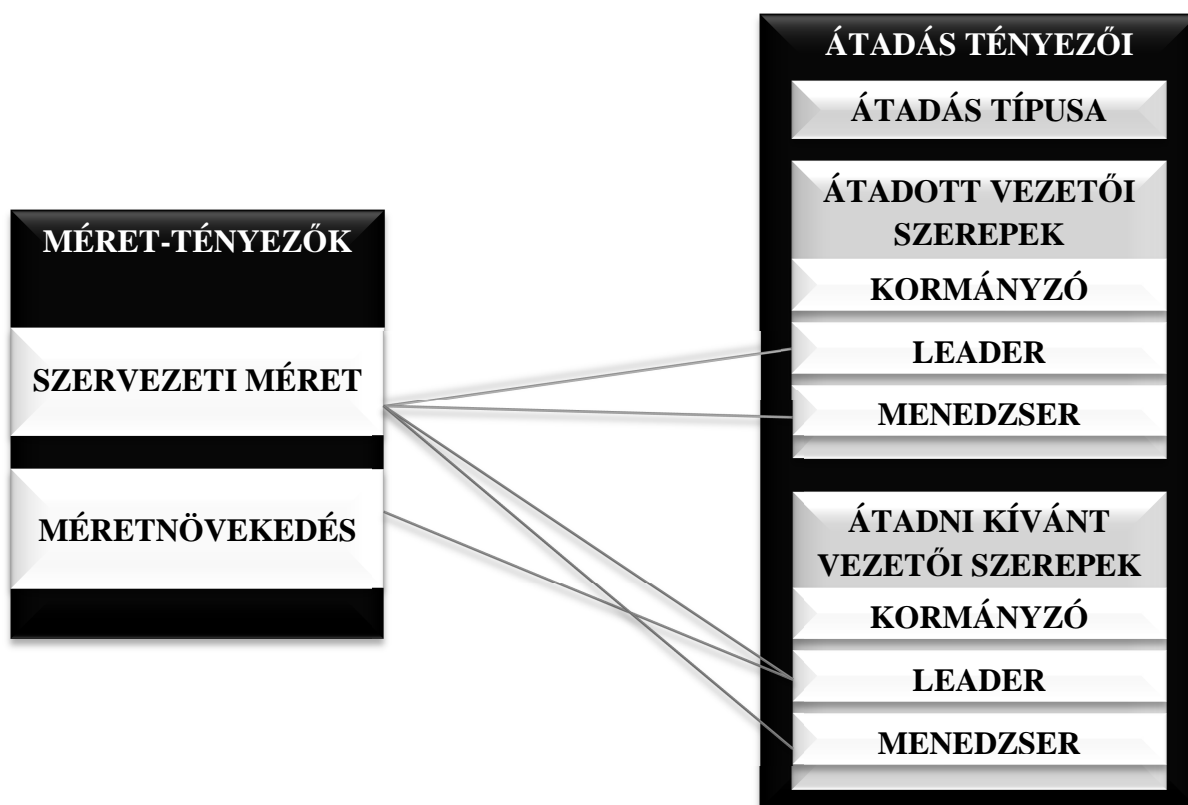 MÉRET-TÉNYEZŐK
SZERVEZETI MÉRET
MÉRETNÖVEKEDÉS
ÁTADÁS TÉNYEZŐI
ÁTADÁS TÍPUSA
ÁTADOTT VEZETŐI
SZEREPEK
KORMÁNYZÓ
LEADER
MENEDZSER
ÁTADNI KÍVÁNT
VEZETŐI SZEREPEK
KORMÁNYZÓ
LEADER
MENEDZSER